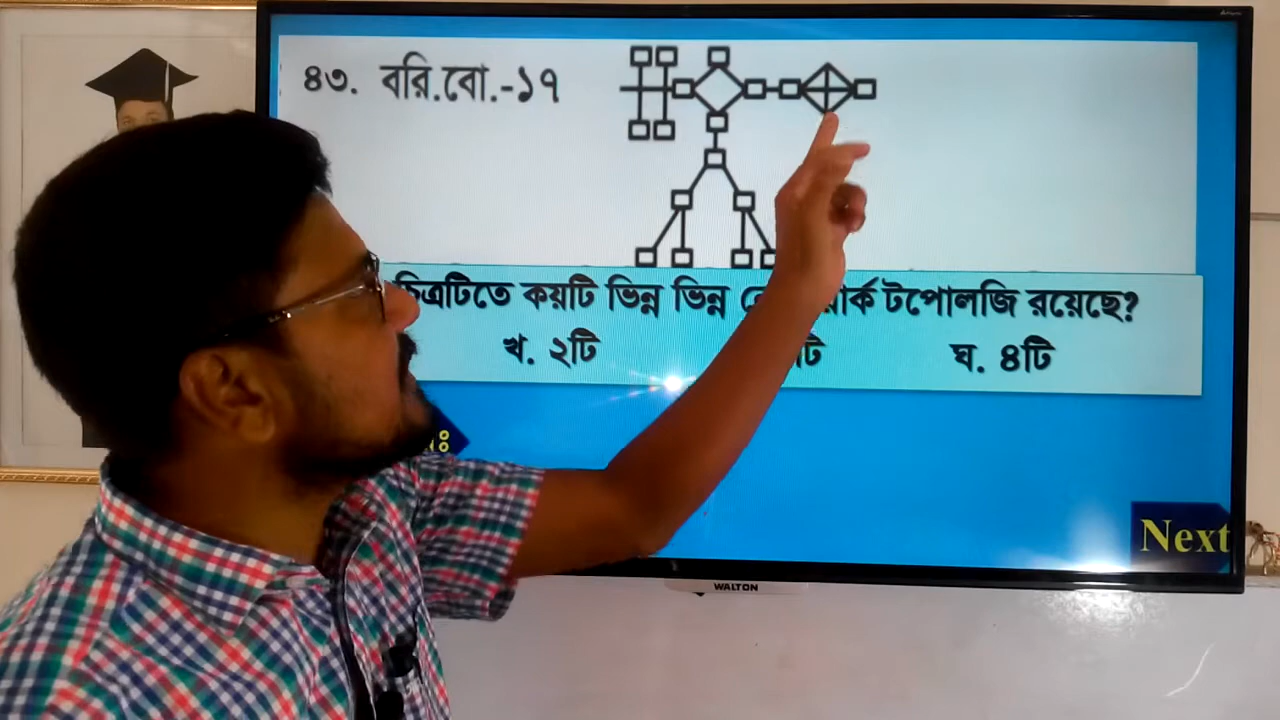 ৪৩. বরি.বো.-১৭
চিত্রটিতে কয়টি ভিন্ন ভিন্ন টপোলজি রয়েছে?
খ. ২টি ঘ. ৪টি
Next
WALTON